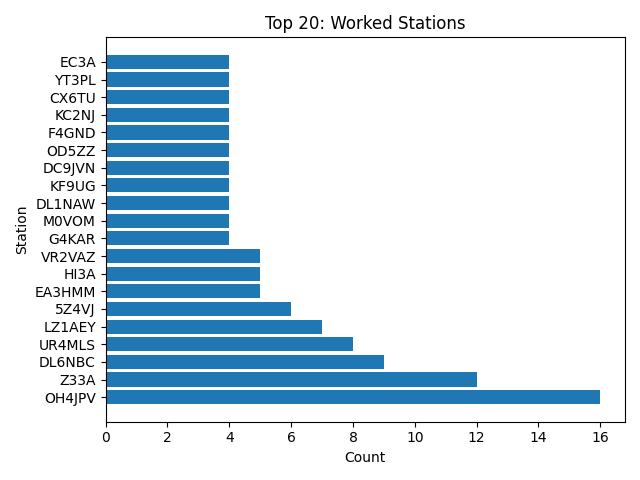 Top 20: Worked Stations
EC3A
YT3PL
CX6TU
KC2NJ
F4GND
OD5ZZ
DC9JVN
KF9UG
DL1NAW
M0VOM
G4KAR
VR2VAZ
HI3A
EA3HMM
5Z4VJ
LZ1AEY
UR4MLS
DL6NBC
Z33A
OH4JPV
Station
0 2 4 6 8 10 12 14 16
Count